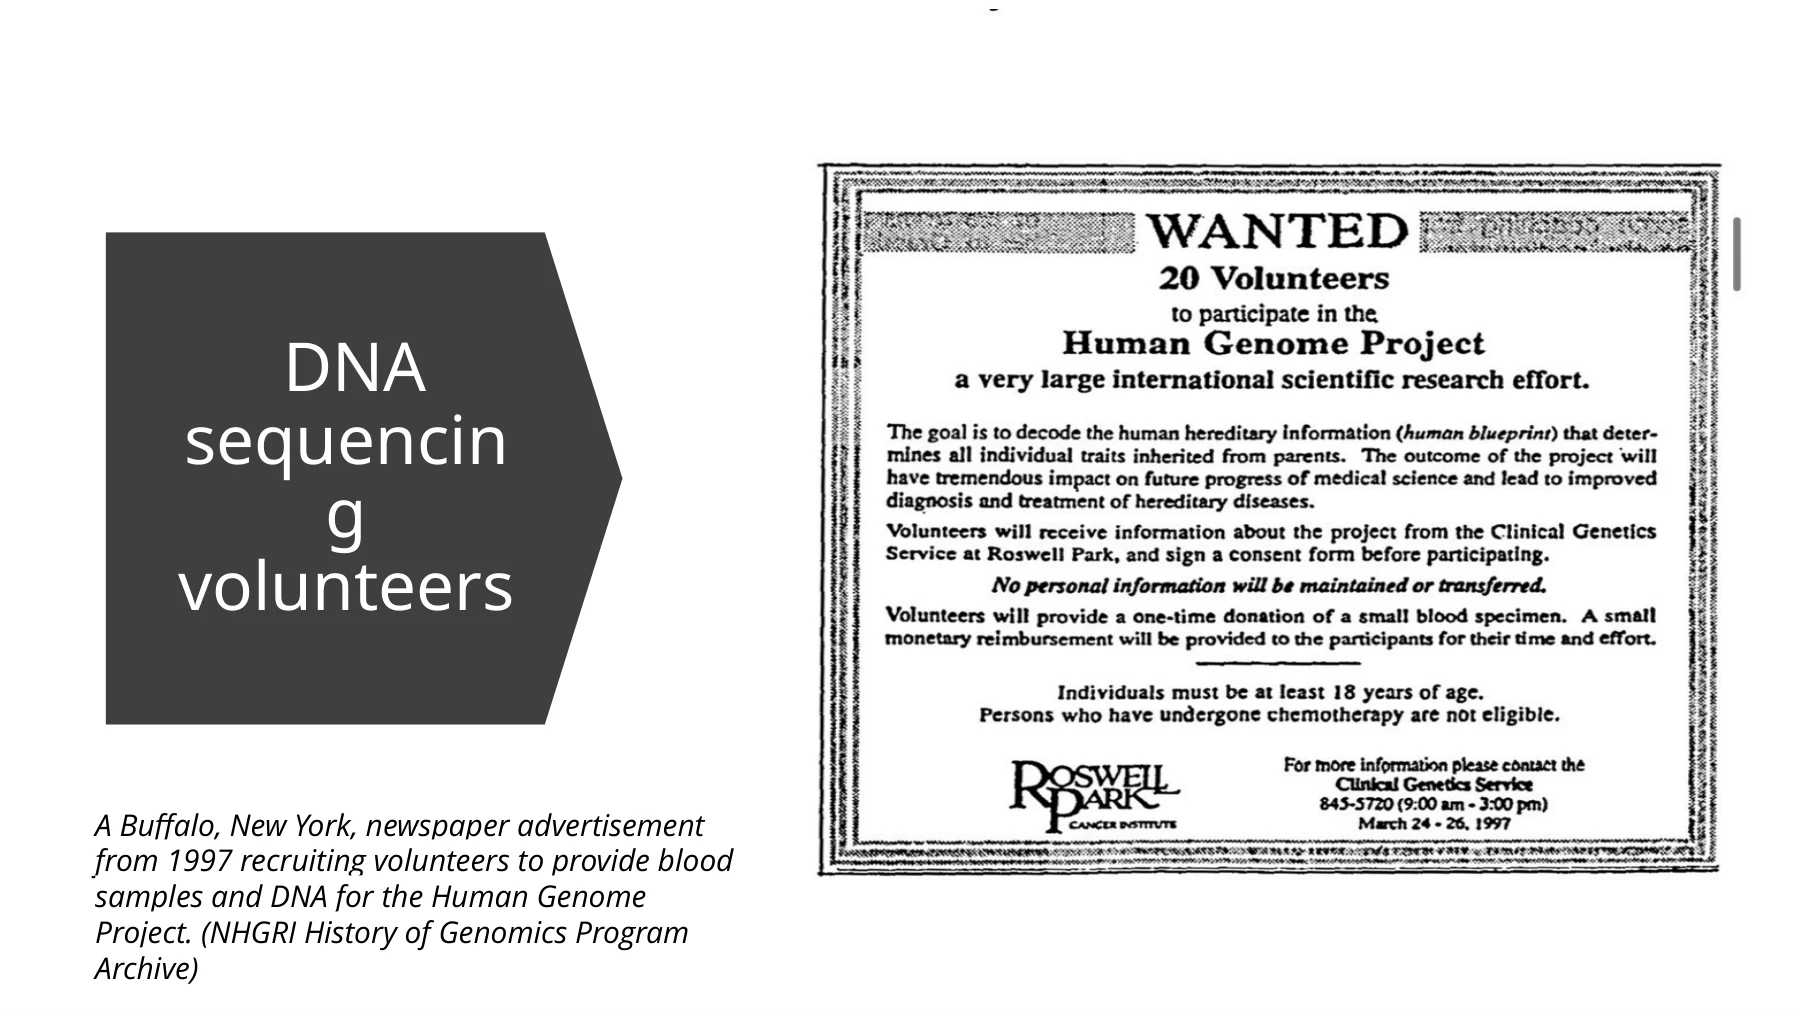 DNA
sequencin
g
volunteers
A Buffalo, New York, newspaper advertisement
from 1997 recruiting volunteers to provide blood
samples and DNA for the Human Genome
Project. (NHGRI History of Genomics Program
Archive)
WANTED
20 Volunteers
to participate in the
Human Genome Project
a very large international scientific research effort.
The goal is to decode the human hereditary information (human blueprint) that deter-
mines all individual traits inherited from parents. The outcome of the project will
have tremendous impact on future progress of medical science and lead to improved
diagnosis and treatment of hereditary diseases.
Volunteers will receive information about the project from the Clinical Genetics
Service at Roswell Park, and sign a consent form before participating.
No personal information will be maintained or transferred.
Volunteers will provide a one-time donation of a small blood specimen. A small
monetary reimbursement will be provided to the participants for their time and effort.
Individuals must be at least 18 years of age.
Persons who have undergone chemotherapy are not eligible.
ROSWELL
PARK
CANCER INSTITUTE
For more information please contact the
Clinical Genetics Service
845-5720 (9:00 am - 3:00 pm)
March 24 - 26, 1997